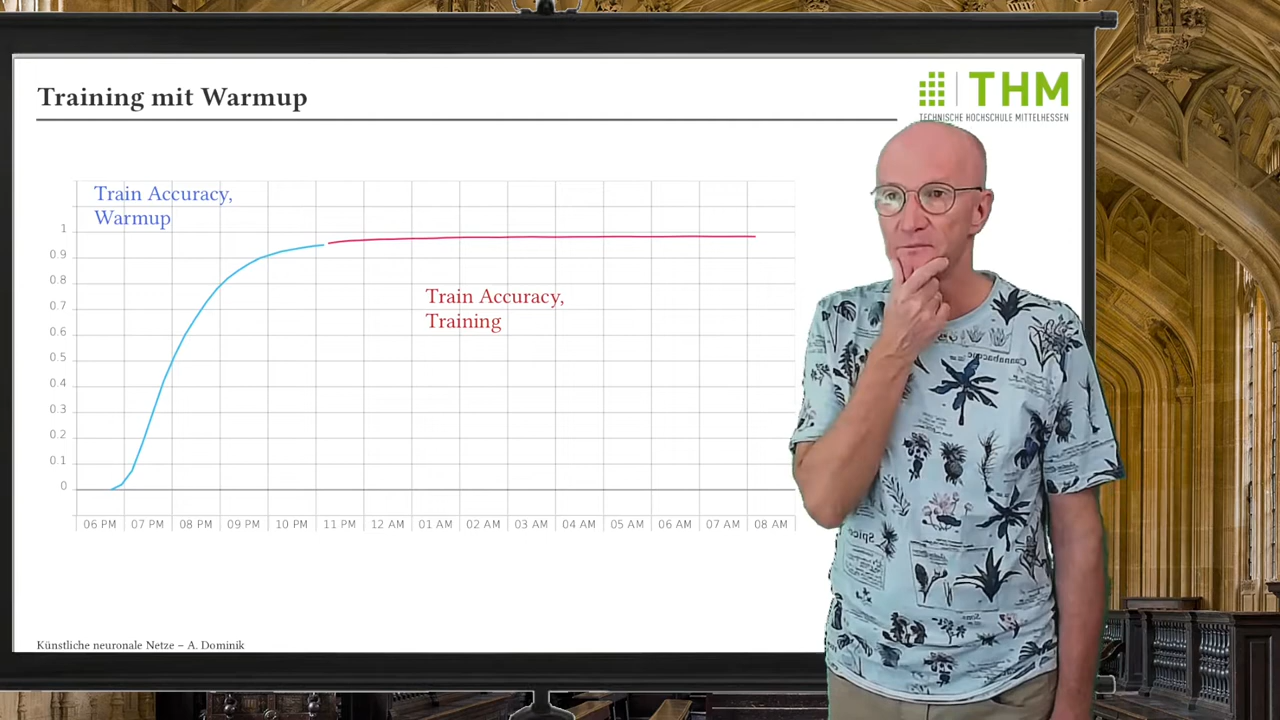 Training mit Warmup
THM
TECHNISCHE HOCHSCHULE MITTELHESSEN
Train Accuracy,
Warmup
1
0.9
0.8
0.7
0.6
0.5
0.4
0.3
0.2
0.1
0
Train Accuracy,
Training
06 PM 07 PM 08 PM 09 PM 10 PM 11 PM 12 AM 01 AM 02 AM 03 AM 04 AM 05 AM 06 AM 07 AM 08 AM
Künstliche neuronale Netze – A. Dominik